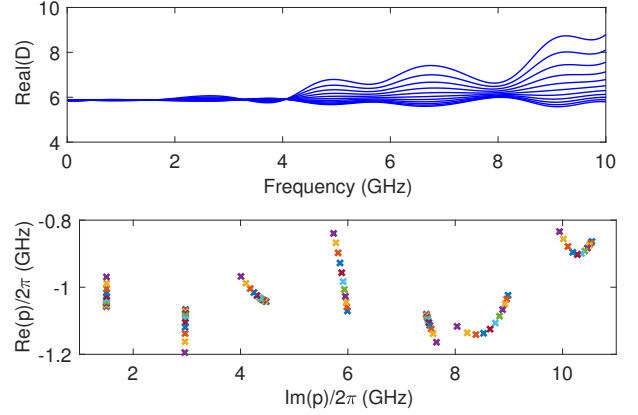 10
8
6
4
Real(D)
0 2 4 6 8 10
Frequency (GHz)
-0.8
-1
-1.2
Re(p)/2π (GHz)
2 4 6 8 10
Im(p)/2π (GHz)